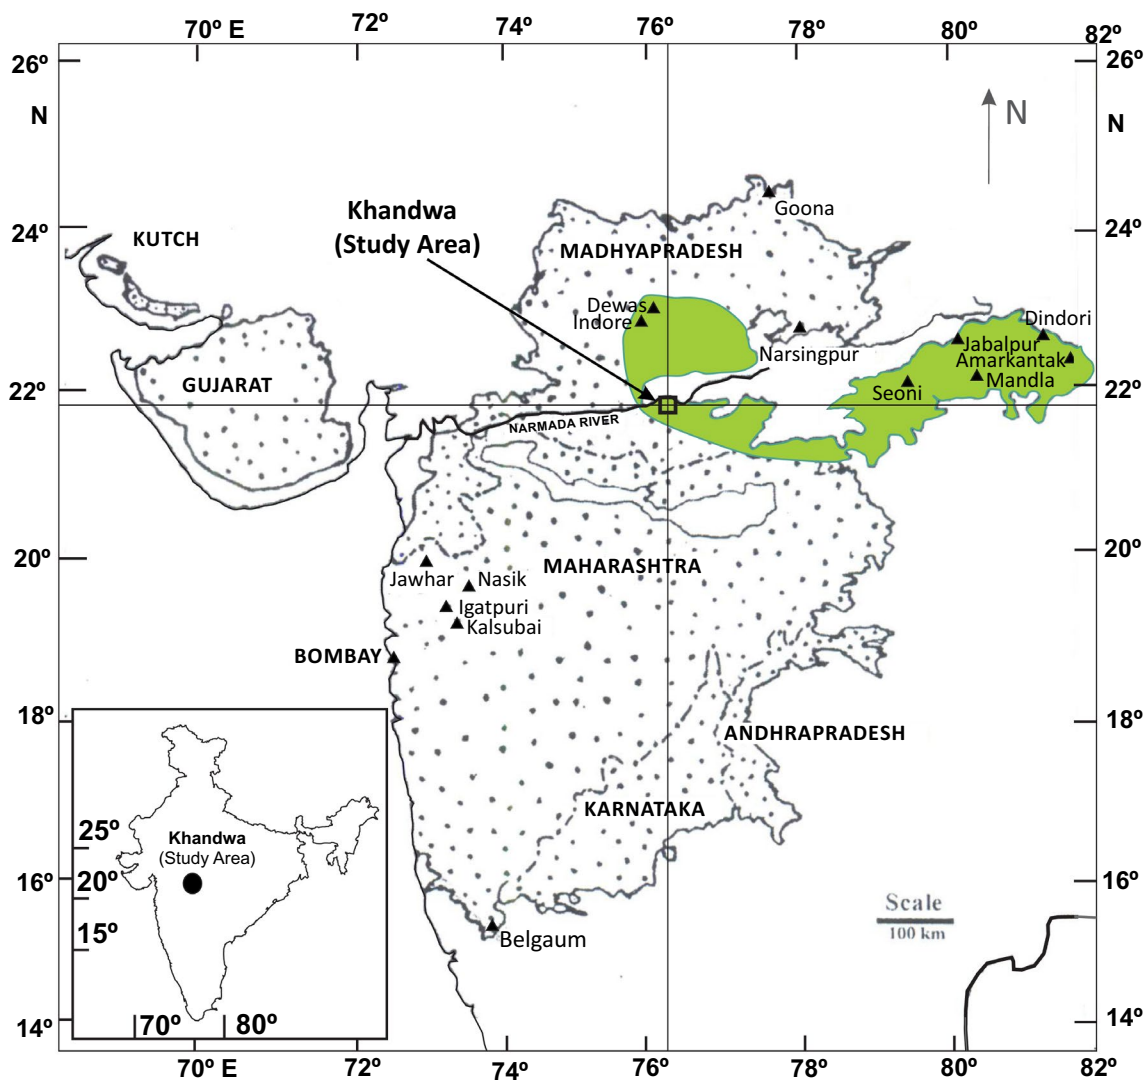 70º E
72º
74º
76º
78º
80º
82º
26º
26º
N
N
N
Goona
Khandwa
(Study Area)
24º
24º
KUTCH
MADHYAPRADESH
Dewas
Indore
Dindori
Narsingpur
Jabalpur
Amarkantak
Mandla
Seoni
GUJARAT
22º
22º
NARMADA RIVER
20º
20º
MAHARASHTRA
Jawhar
Nasik
Igatpuri
Kalsubai
BOMBAY
18º
18º
ANDHRAPRADESH
KARNATAKA
25º
Khandwa
(Study Area)
20º
15º
70º
80º
16º
16º
Scale
100 km
Belgaum
14º
14º
70º E
72º
74º
76º
78º
80º
82º